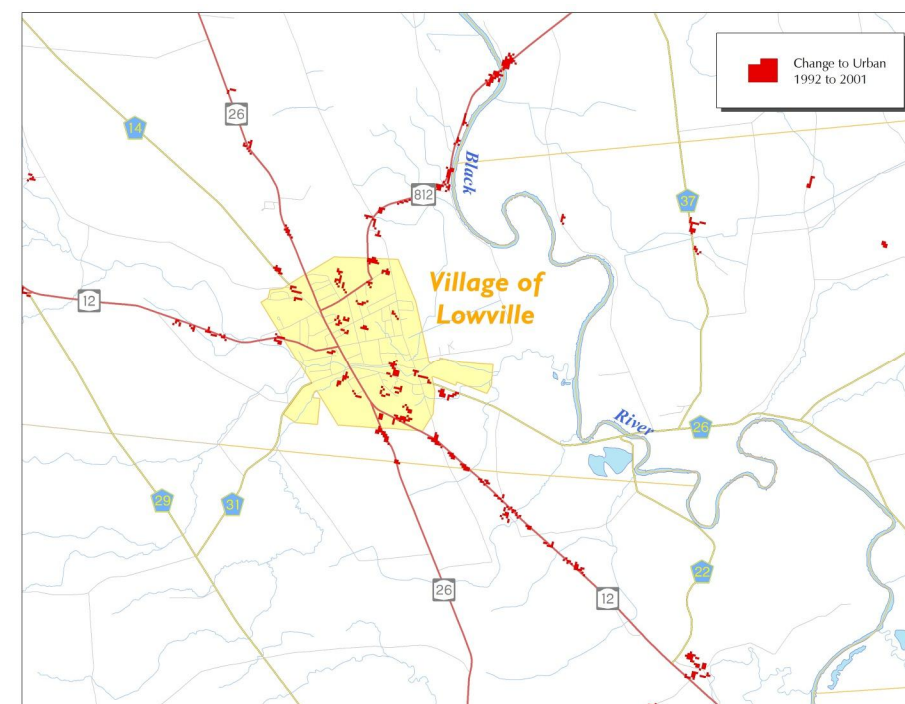 Change to Urban
1992 to 2001
26
14
Black
812
37
Village of
Lowville
12
River
26
29
31
22
26
12